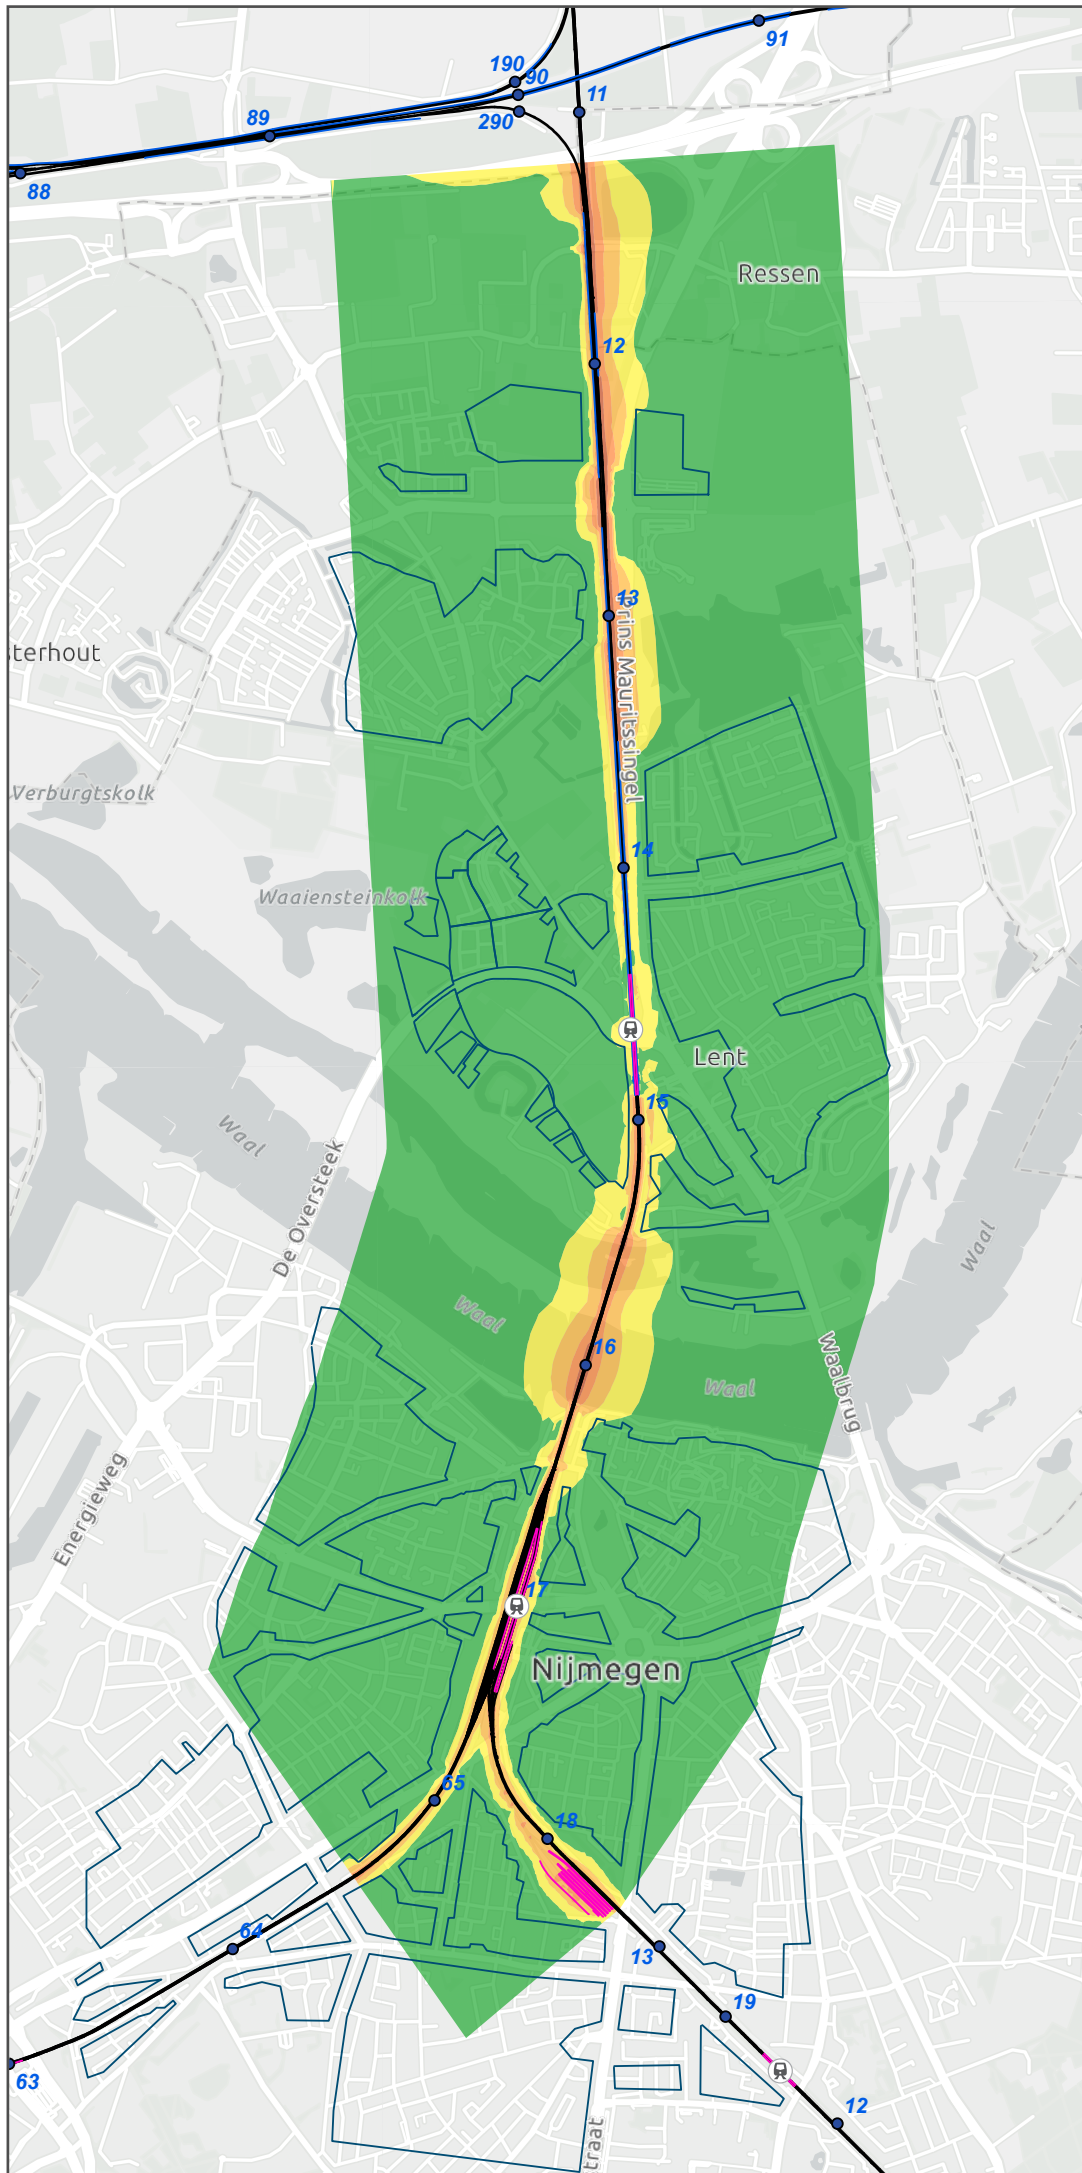 91
190
90
11
89
290
88
Ressen
12
13
sterhout
Prins Mauritssingel
Verburgtskolk
14
Waaiensteinkolk
Lent
15
Waal
De Oversteek
Waal
Waal
16
Waalbrug
Waal
Energieweg
17
Nijmegen
65
18
64
13
19
63
12
traat